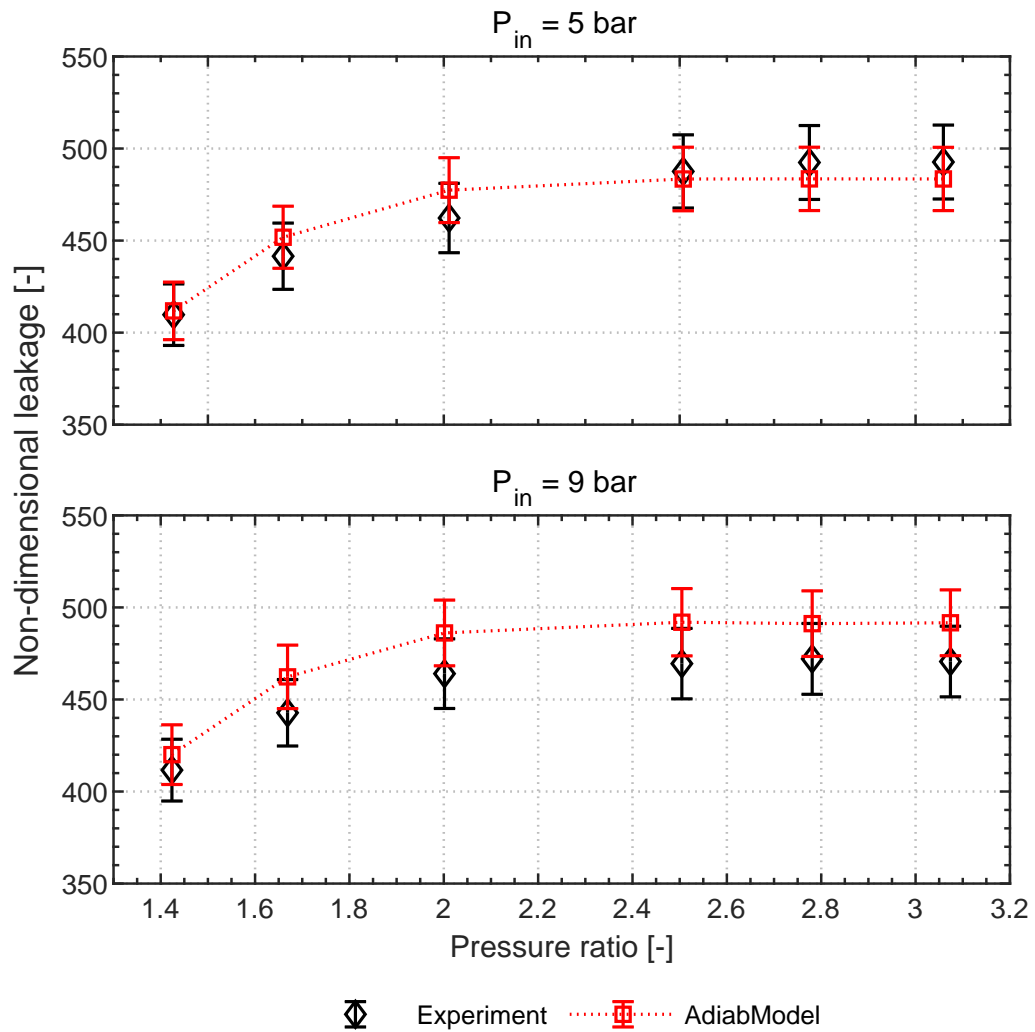 P_in = 5 bar
550
500
450
400
350
Non-dimensional leakage [-]
P_in = 9 bar
550
500
450
400
350
1.4 1.6 1.8 2 2.2 2.4 2.6 2.8 3 3.2
Pressure ratio [-]
Experiment AdiabModel